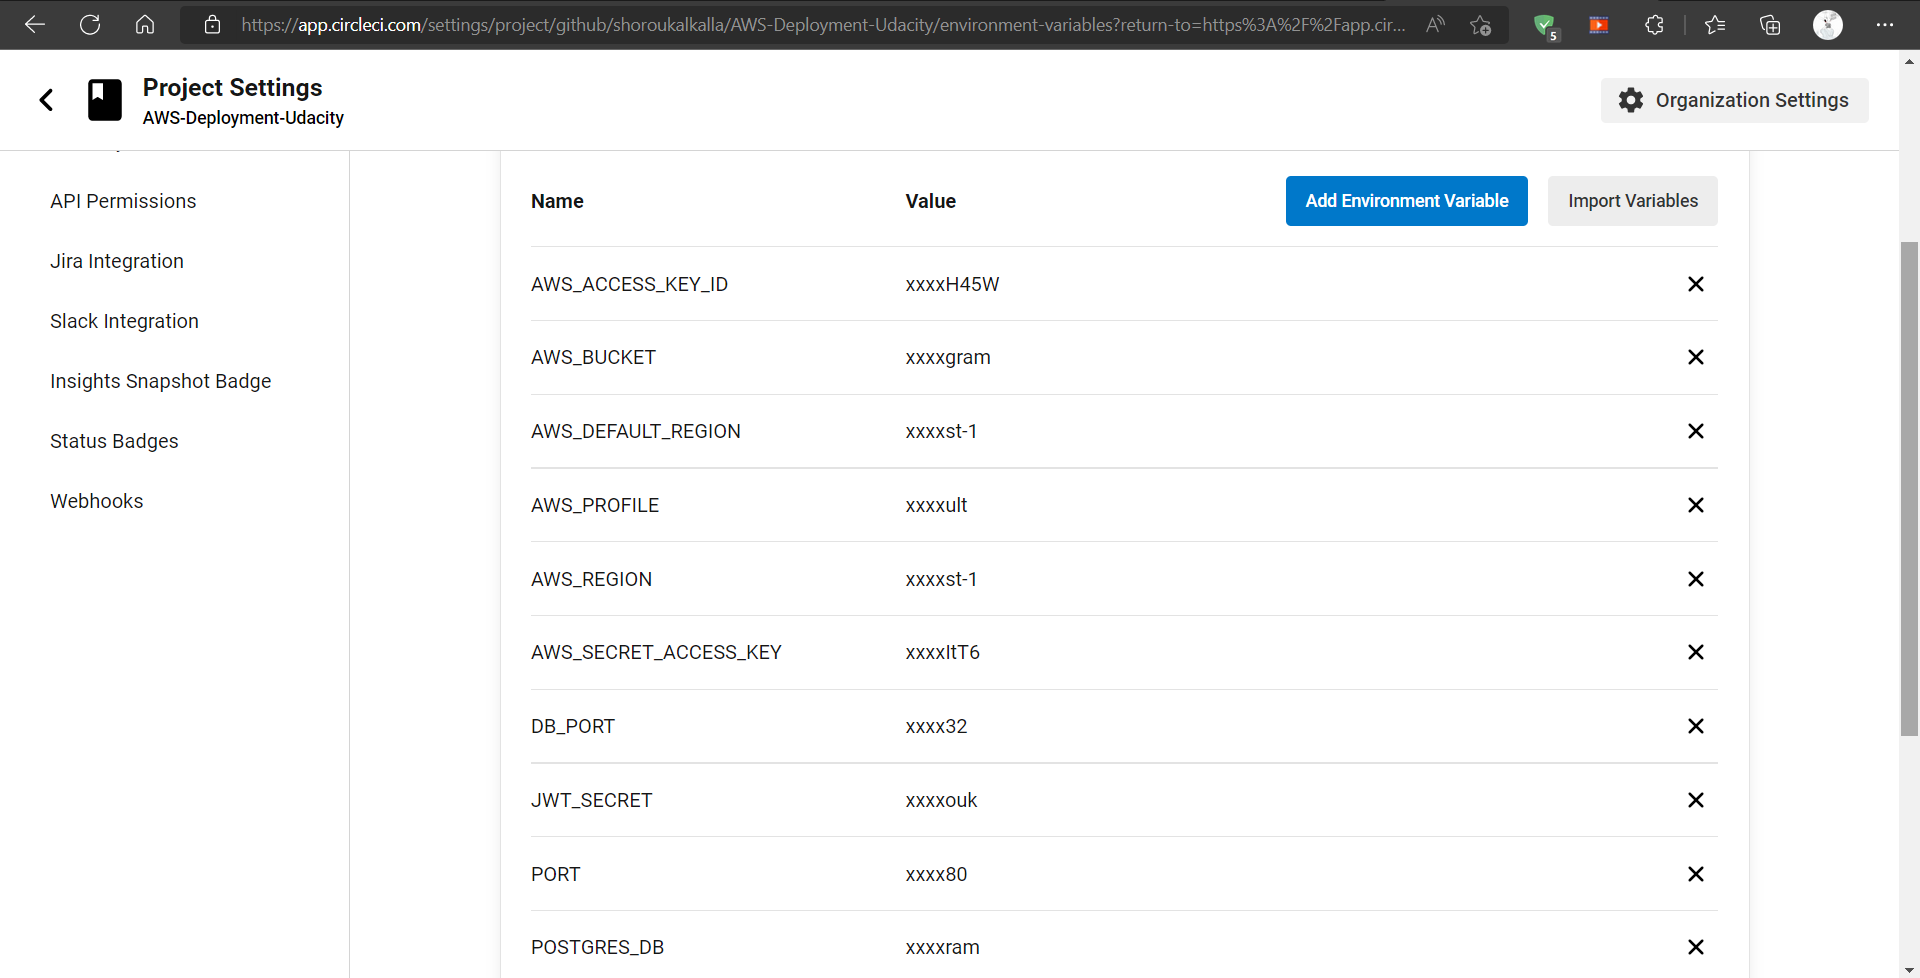 https://app.circleci.com/settings/project/github/shoroukalkalla/AWS-Deployment-Udacity/environment-variables?return-to=https%3A%2F%2Fapp.cir...
5
Project Settings
AWS-Deployment-Udacity
Organization Settings
API Permissions
Jira Integration
Slack Integration
Insights Snapshot Badge
Status Badges
Webhooks
Name Value Add Environment Variable Import Variables
AWS_ACCESS_KEY_ID xxxxH45W
AWS_BUCKET xxxxgram
AWS_DEFAULT_REGION xxxxst-1
AWS_PROFILE xxxxult
AWS_REGION xxxxst-1
AWS_SECRET_ACCESS_KEY xxxxItT6
DB_PORT xxxx32
JWT_SECRET xxxxouk
PORT xxxx80
POSTGRES_DB xxxxram